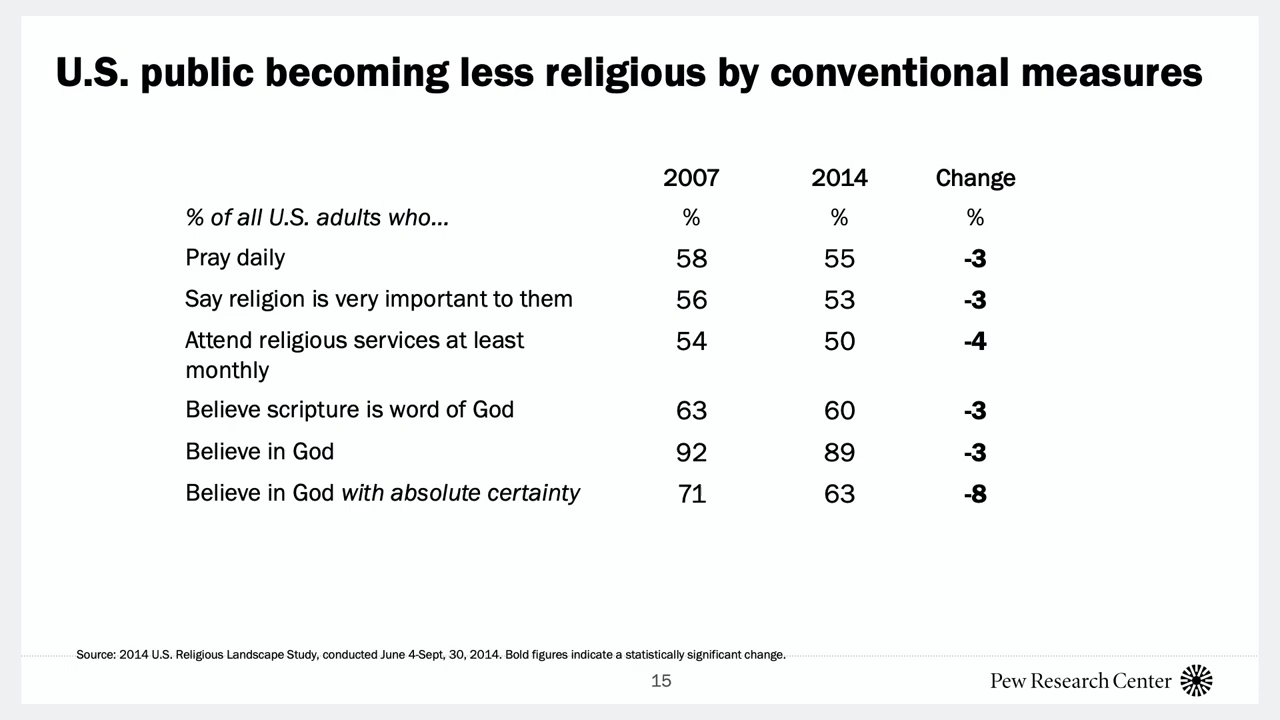 U.S. public becoming less religious by conventional measures
2007 2014 Change
% of all U.S. adults who... % % %
Pray daily 58 55 -3
Say religion is very important to them 56 53 -3
Attend religious services at least 54 50 -4
monthly
Believe scripture is word of God 63 60 -3
Believe in God 92 89 -3
Believe in God with absolute certainty 71 63 -8
Source: 2014 U.S. Religious Landscape Study, conducted June 4-Sept, 30, 2014. Bold figures indicate a statistically significant change.
15
Pew Research Center